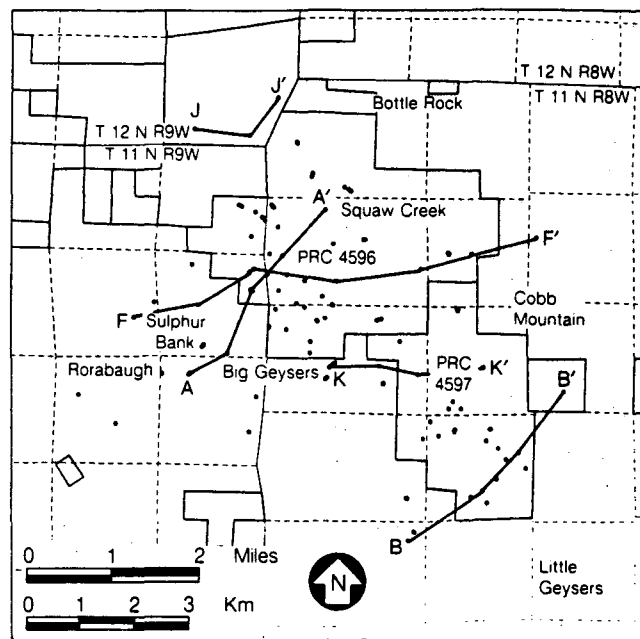 J'
J
T 12 N R8W
T 11 N R8W
Bottle Rock
T 12 N R9W
T 11 N R9W
A'
Squaw Creek
F'
PRC 4596
F
Sulphur
Bank
Cobb
Mountain
Rorabaugh
A
Big Geysers
K
PRC
4597
K'
B'
B
0 1 2
Miles
0 1 2 3
Km
N
Little
Geysers